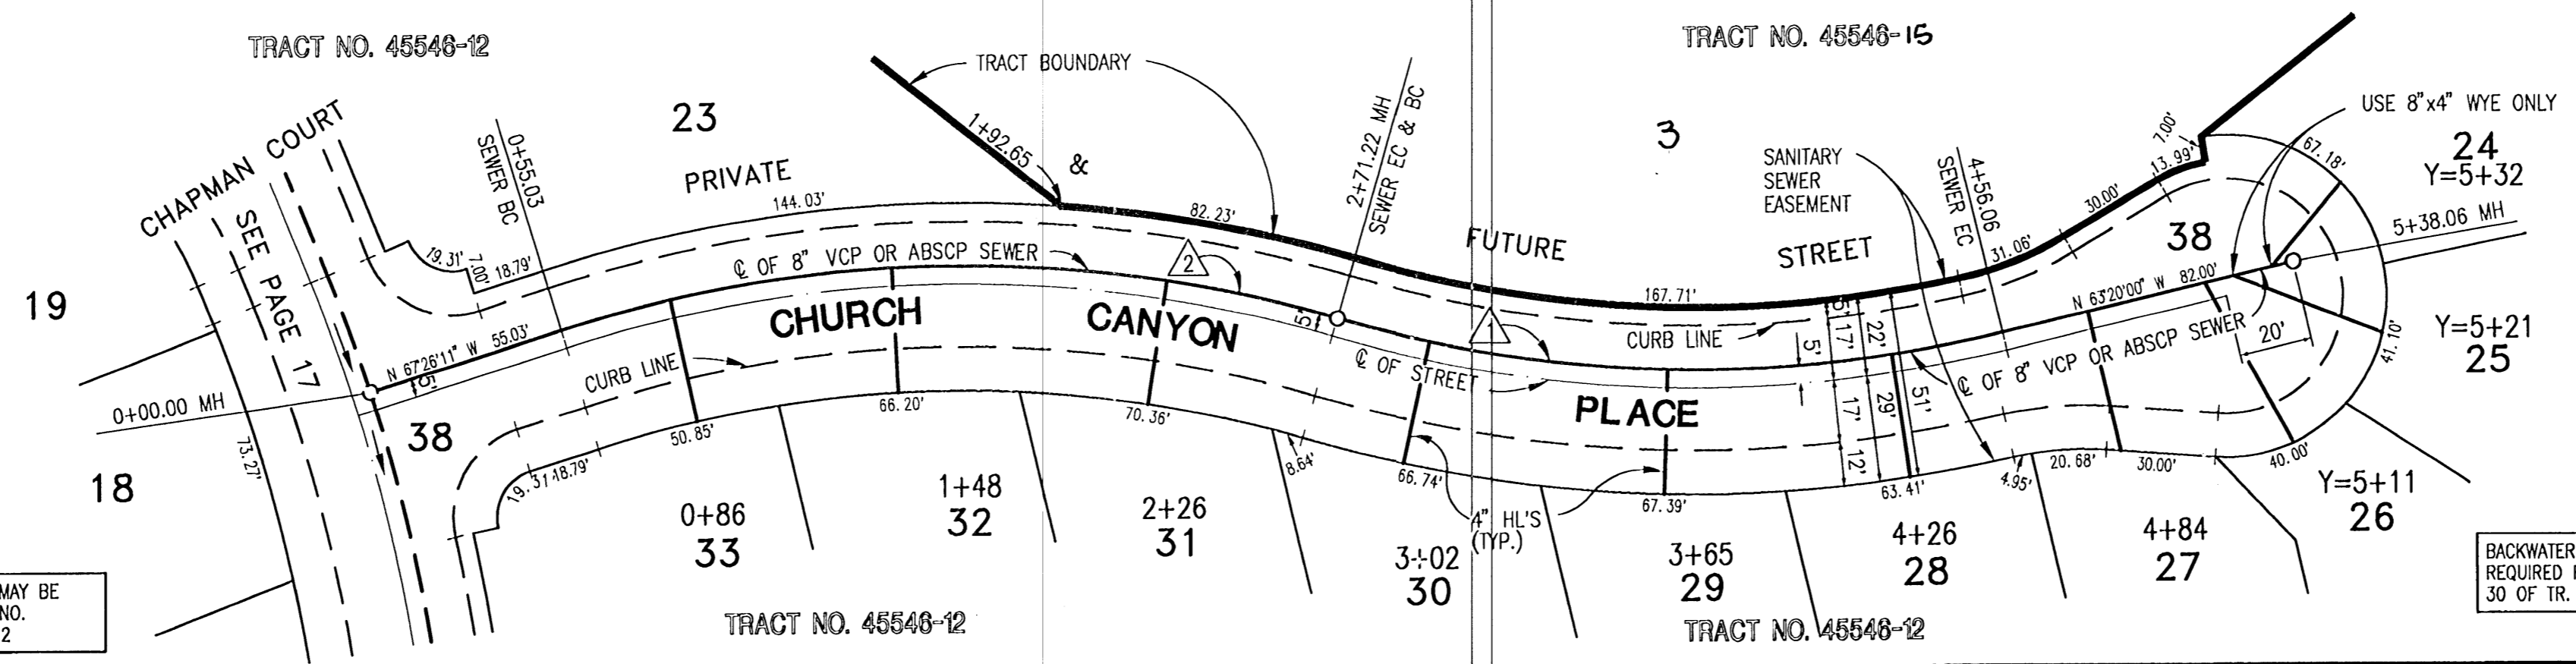 TRACT NO. 45546-12
TRACT NO. 45546-15
TRACT BOUNDARY
USE 8"x4" WYE ONLY
CHAPMAN COURT
SEE PAGE 17
23
3
24
Y=5+32
1+92.65
&
PRIVATE
FUTURE
STREET
SANITARY
SEWER
EASEMENT
0+55.03
SEWER BC
2+71.22 MH
SEWER EC & BC
4+56.06
SEWER EC
5+38.06 MH
19.31'
7.00'
18.79'
144.03'
82.23'
167.71'
31.06'
30.00'
13.99'
7.00'
67.18'
38
℄ OF 8" VCP OR ABSCP SEWER
2
1
N 67°26'11" W 55.03'
5'
CURB LINE
CHURCH
CANYON
PLACE
5'
℄ OF STREET
CURB LINE
5'
5'
17'
22'
17'
29'
51'
12'
N 63°20'00" W 82.00'
℄ OF 8" VCP OR ABSCP SEWER
20'
41.10'
Y=5+21
25
19
0+00.00 MH
73.27'
18
38
19.31'
18.79'
50.85'
66.20'
70.36'
8.64'
66.74'
67.39'
63.41'
4.95'
20.68'
30.00'
40.00'
4" HL'S
(TYP.)
0+86
33
1+48
32
2+26
31
3+02
30
3+65
29
4+26
28
4+84
27
Y=5+11
26
MAY BE
NO.
2
BACKWATER
REQUIRED
30 OF TR.
TRACT NO. 45546-12
TRACT NO. 45546-12